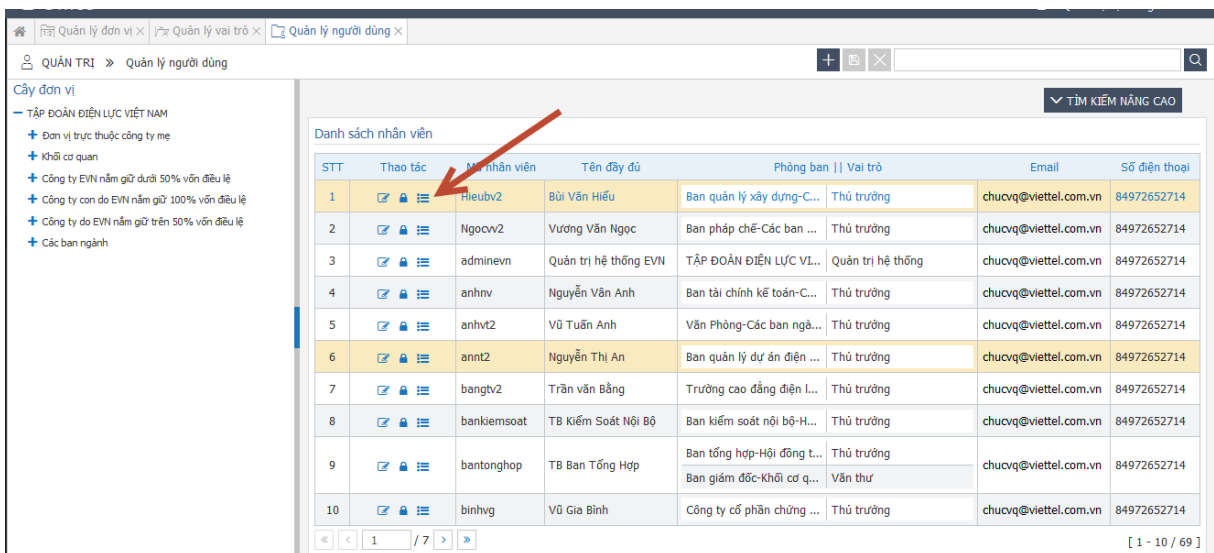 Quản lý đơn vị
Quản lý vai trò
Quản lý người dùng
QUẢN TRỊ » Quản lý người dùng
TÌM KIẾM NÂNG CAO
Cây đơn vị
TẬP ĐOÀN ĐIỆN LỰC VIỆT NAM
Đơn vị trực thuộc công ty mẹ
Khối cơ quan
Công ty EVN nắm giữ dưới 50% vốn điều lệ
Công ty con do EVN nắm giữ 100% vốn điều lệ
Công ty do EVN nắm giữ trên 50% vốn điều lệ
Các ban ngành
Danh sách nhân viên
STT Thao tác nhân viên Tên đầy đủ Phòng ban || Vai trò Email Số điện thoại
1 Hieubv2 Bùi Văn Hiếu Ban quản lý xây dựng-C... Thủ trưởng chucvq@viettel.com.vn 84972652714
2 Ngocvv2 Vương Văn Ngọc Ban pháp chế-Các ban ... Thủ trưởng chucvq@viettel.com.vn 84972652714
3 adminevn Quản trị hệ thống EVN TẬP ĐOÀN ĐIỆN LỰC VI... Quản trị hệ thống chucvq@viettel.com.vn 84972652714
4 anhnv Nguyễn Vân Anh Ban tài chính kế toán-C... Thủ trưởng chucvq@viettel.com.vn 84972652714
5 anhvt2 Vũ Tuấn Anh Văn Phòng-Các ban ngà... Thủ trưởng chucvq@viettel.com.vn 84972652714
6 annt2 Nguyễn Thị An Ban quản lý dự án điện ... Thủ trưởng chucvq@viettel.com.vn 84972652714
7 bangtv2 Trần văn Bằng Trường cao đẳng điện l... Thủ trưởng chucvq@viettel.com.vn 84972652714
8 bankiemsoat TB Kiểm Soát Nội Bộ Ban kiểm soát nội bộ-H... Thủ trưởng chucvq@viettel.com.vn 84972652714
9 bantonghop TB Ban Tổng Hợp Ban tổng hợp-Hội đồng t... Thủ trưởng chucvq@viettel.com.vn 84972652714
Ban giám đốc-Khối cơ q... Văn thư
10 binhvg Vũ Gia Bình Công ty cổ phần chứng ... Thủ trưởng chucvq@viettel.com.vn 84972652714
« < 1 / 7 > »
[ 1 - 10 / 69 ]